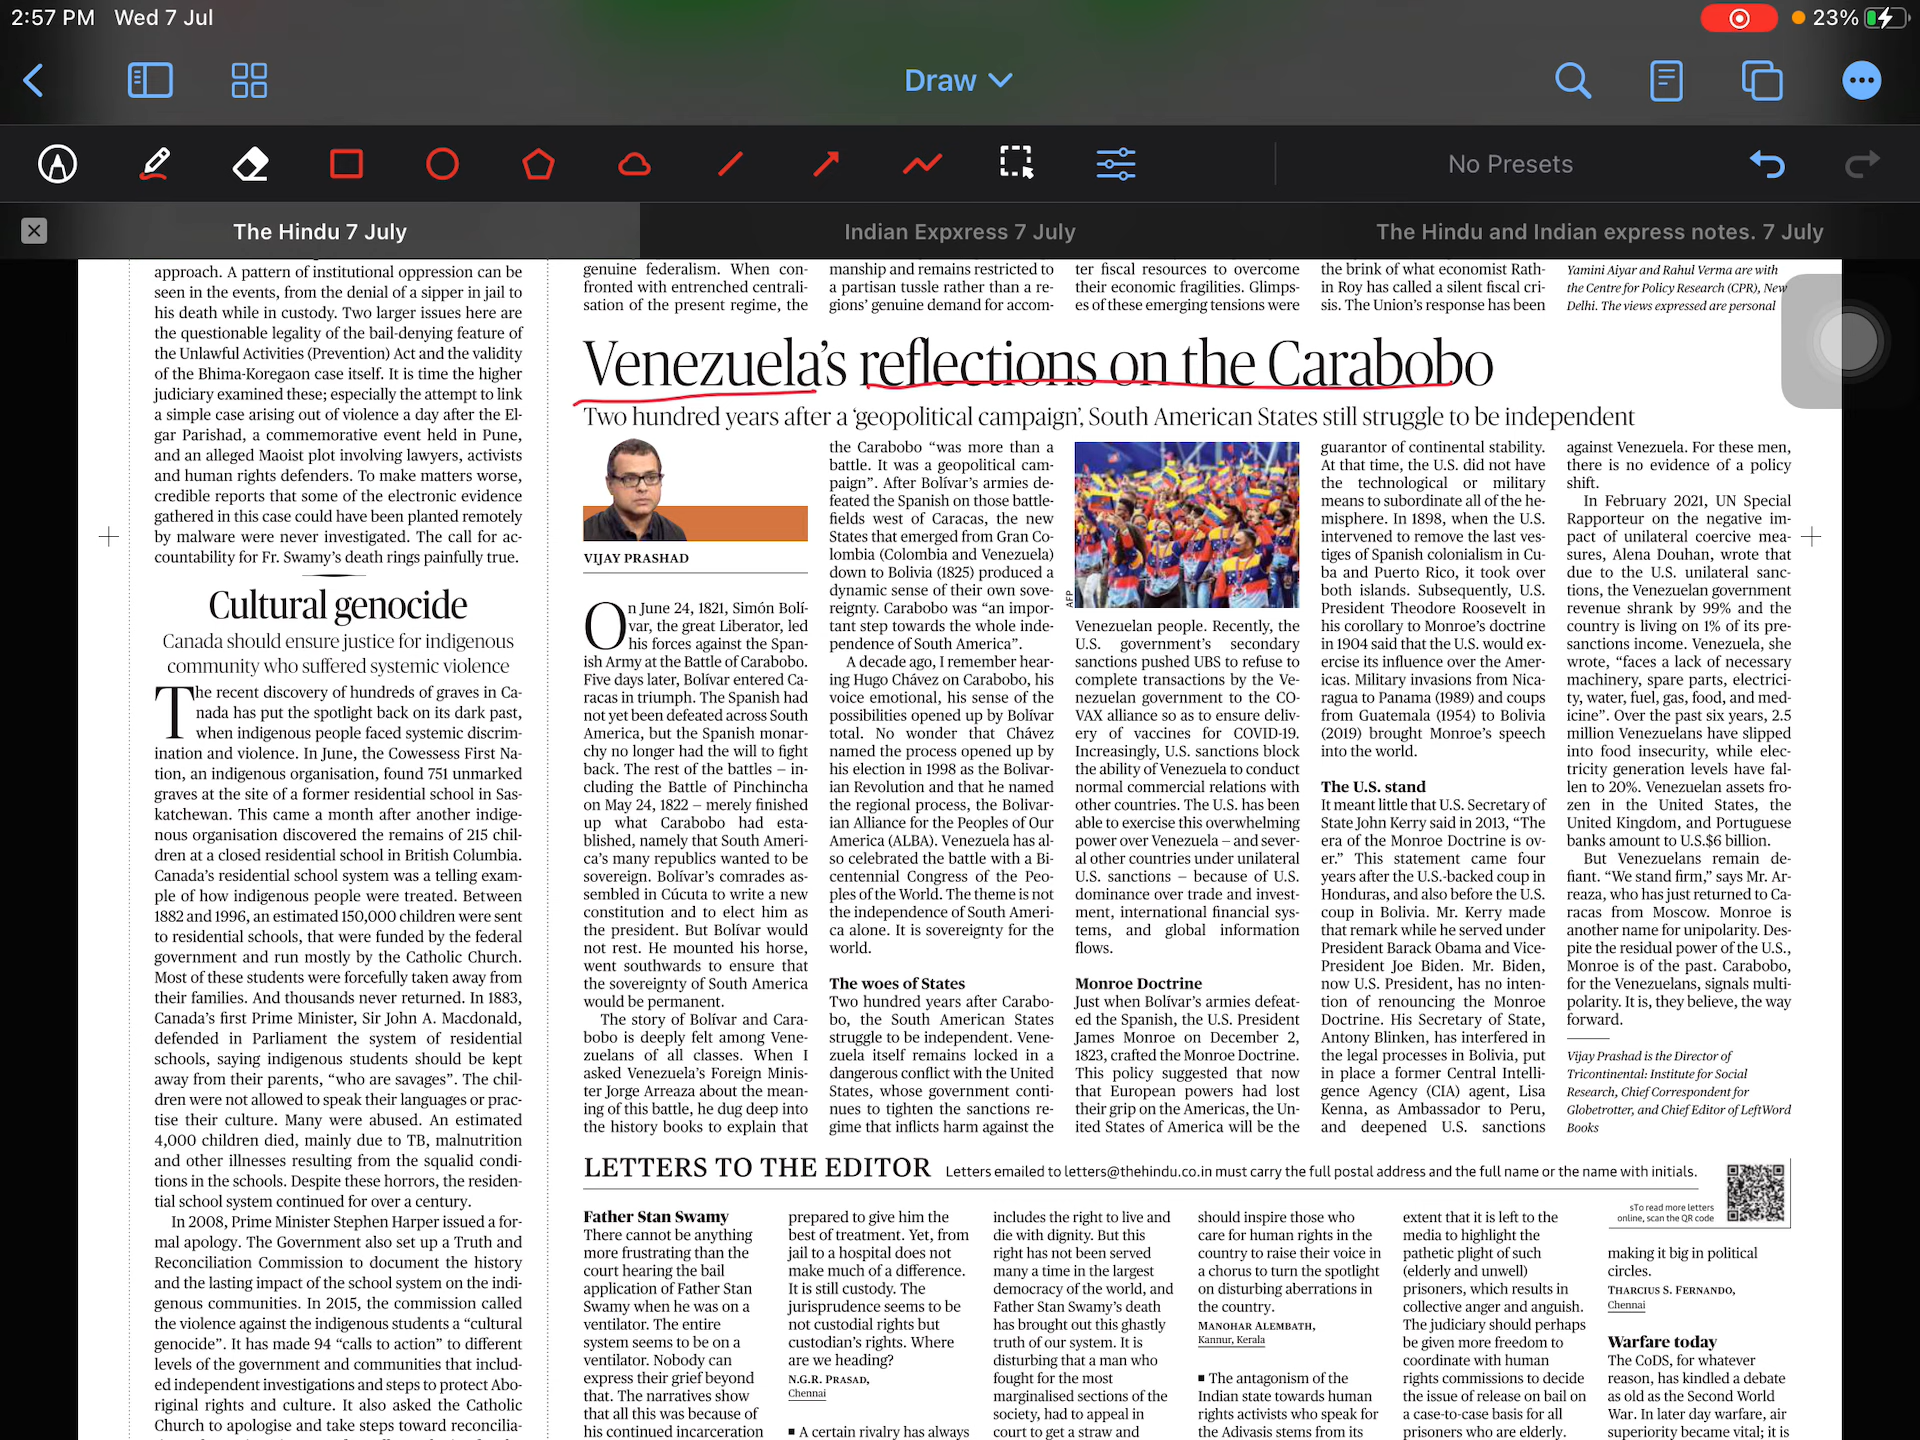 2:57 PM Wed 7 Jul
23%
Draw
No Presets
The Hindu 7 July
Indian Expxress 7 July
The Hindu and Indian express notes. 7 July
approach. A pattern of institutional oppression can be
seen in the events, from the denial of a sipper in jail to
his death while in custody. Two larger issues here are
the questionable legality of the bail-denying feature of
the Unlawful Activities (Prevention) Act and the validity
of the Bhima-Koregaon case itself. It is time the higher
judiciary examined these; especially the attempt to link
a simple case arising out of violence a day after the El-
gar Parishad, a commemorative event held in Pune,
and an alleged Maoist plot involving lawyers, activists
and human rights defenders. To make matters worse,
credible reports that some of the electronic evidence
gathered in this case could have been planted remotely
by malware were never investigated. The call for ac-
countability for Fr. Swamy's death rings painfully true.
Cultural genocide
Canada should ensure justice for indigenous
community who suffered systemic violence
The recent discovery of hundreds of graves in Ca-
nada has put the spotlight back on its dark past,
when indigenous people faced systemic discrim-
ination and violence. In June, the Cowessess First Na-
tion, an indigenous organisation, found 751 unmarked
graves at the site of a former residential school in Sas-
katchewan. This came a month after another indige-
nous organisation discovered the remains of 215 chil-
dren at a closed residential school in British Columbia.
Canada's residential school system was a telling exam-
ple of how indigenous people were treated. Between
1882 and 1996, an estimated 150,000 children were sent
to residential schools, that were funded by the federal
government and run mostly by the Catholic Church.
Most of these students were forcefully taken away from
their families. And thousands never returned. In 1883,
Canada's first Prime Minister, Sir John A. Macdonald,
defended in Parliament the system of residential
schools, saying indigenous students should be kept
away from their parents, "who are savages". The chil-
dren were not allowed to speak their languages or prac-
tise their culture. Many were abused. An estimated
4,000 children died, mainly due to TB, malnutrition
and other illnesses resulting from the squalid condi-
tions in the schools. Despite these horrors, the residen-
tial school system continued for over a century.
In 2008, Prime Minister Stephen Harper issued a for-
mal apology. The Government also set up a Truth and
Reconciliation Commission to document the history
and the lasting impact of the school system on the indi-
genous communities. In 2015, the commission called
the violence against the indigenous students a "cultural
genocide". It has made 94 "calls to action" to different
levels of the government and communities that includ-
ed independent investigations and steps to protect Abo-
riginal rights and culture. It also asked the Catholic
Church to apologise and take steps toward reconcilia-
genuine federalism. When con-
fronted with entrenched centrali-
sation of the present regime, the
manship and remains restricted to
a partisan tussle rather than a re-
gions' genuine demand for accom-
ter fiscal resources to overcome
their economic fragilities. Glimps-
es of these emerging tensions were
the brink of what economist Rath-
in Roy has called a silent fiscal cri-
sis. The Union's response has been
Yamini Aiyar and Rahul Verma are with
the Centre for Policy Research (CPR), New
Delhi. The views expressed are personal
Venezuela's reflections on the Carabobo
Two hundred years after a 'geopolitical campaign', South American States still struggle to be independent
VIJAY PRASHAD
On June 24, 1821, Simón Bolí-
var, the great Liberator, led
his forces against the Span-
ish Army at the Battle of Carabobo.
Five days later, Bolívar entered Ca-
racas in triumph. The Spanish had
not yet been defeated across South
America, but the Spanish monar-
chy no longer had the will to fight
back. The rest of the battles – in-
cluding the Battle of Pinchincha
on May 24, 1822 – merely finished
up what Carabobo had esta-
blished, namely that South Ameri-
ca's many republics wanted to be
sovereign. Bolívar's comrades as-
sembled in Cúcuta to write a new
constitution and to elect him as
the president. But Bolívar would
not rest. He mounted his horse,
went southwards to ensure that
the sovereignty of South America
would be permanent.
The story of Bolívar and Cara-
bobo is deeply felt among Vene-
zuelans of all classes. When I
asked Venezuela's Foreign Minis-
ter Jorge Arreaza about the mean-
ing of this battle, he dug deep into
the history books to explain that
the Carabobo "was more than a
battle. It was a geopolitical cam-
paign". After Bolívar's armies de-
feated the Spanish on those battle-
fields west of Caracas, the new
States that emerged from Gran Co-
lombia (Colombia and Venezuela)
down to Bolivia (1825) produced a
dynamic sense of their own sove-
reignty. Carabobo was "an impor-
tant step towards the whole inde-
pendence of South America".
A decade ago, I remember hear-
ing Hugo Chávez on Carabobo, his
voice emotional, his sense of the
possibilities opened up by Bolívar
total. No wonder that Chávez
named the process opened up by
his election in 1998 as the Bolivar-
ian Revolution and that he named
the regional process, the Bolivar-
ian Alliance for the Peoples of Our
America (ALBA). Venezuela has al-
so celebrated the battle with a Bi-
centennial Congress of the Peo-
ples of the World. The theme is not
the independence of South Ameri-
ca alone. It is sovereignty for the
world.
The woes of States
Two hundred years after Carabo-
bo, the South American States
struggle to be independent. Vene-
zuela itself remains locked in a
dangerous conflict with the United
States, whose government conti-
nues to tighten the sanctions re-
gime that inflicts harm against the
AFP
Venezuelan people. Recently, the
U.S. government's secondary
sanctions pushed UBS to refuse to
complete transactions by the Ve-
nezuelan government to the CO-
VAX alliance so as to ensure deliv-
ery of vaccines for COVID-19.
Increasingly, U.S. sanctions block
the ability of Venezuela to conduct
normal commercial relations with
other countries. The U.S. has been
able to exercise this overwhelming
power over Venezuela – and sever-
al other countries under unilateral
U.S. sanctions – because of U.S.
dominance over trade and invest-
ment, international financial sys-
tems, and global information
flows.
Monroe Doctrine
Just when Bolívar's armies defeat-
ed the Spanish, the U.S. President
James Monroe on December 2,
1823, crafted the Monroe Doctrine.
This policy suggested that now
that European powers had lost
their grip on the Americas, the Un-
ited States of America will be the
guarantor of continental stability.
At that time, the U.S. did not have
the technological or military
means to subordinate all of the he-
misphere. In 1898, when the U.S.
intervened to remove the last ves-
tiges of Spanish colonialism in Cu-
ba and Puerto Rico, it took over
both islands. Subsequently, U.S.
President Theodore Roosevelt in
his corollary to Monroe's doctrine
in 1904 said that the U.S. would ex-
ercise its influence over the Amer-
icas. Military invasions from Nica-
ragua to Panama (1989) and coups
from Guatemala (1954) to Bolivia
(2019) brought Monroe's speech
into the world.
The U.S. stand
It meant little that U.S. Secretary of
State John Kerry said in 2013, "The
era of the Monroe Doctrine is ov-
er." This statement came four
years after the U.S.-backed coup in
Honduras, and also before the U.S.
coup in Bolivia. Mr. Kerry made
that remark while he served under
President Barack Obama and Vice-
President Joe Biden. Mr. Biden,
now U.S. President, has no inten-
tion of renouncing the Monroe
Doctrine. His Secretary of State,
Antony Blinken, has interfered in
the legal processes in Bolivia, put
in place a former Central Intelli-
gence Agency (CIA) agent, Lisa
Kenna, as Ambassador to Peru,
and deepened U.S. sanctions
against Venezuela. For these men,
there is no evidence of a policy
shift.
In February 2021, UN Special
Rapporteur on the negative im-
pact of unilateral coercive mea-
sures, Alena Douhan, wrote that
due to the U.S. unilateral sanc-
tions, the Venezuelan government
revenue shrank by 99% and the
country is living on 1% of its pre-
sanctions income. Venezuela, she
wrote, "faces a lack of necessary
machinery, spare parts, electrici-
ty, water, fuel, gas, food, and med-
icine". Over the past six years, 2.5
million Venezuelans have slipped
into food insecurity, while elec-
tricity generation levels have fal-
len to 20%. Venezuelan assets fro-
zen in the United States, the
United Kingdom, and Portuguese
banks amount to U.S.$6 billion.
But Venezuelans remain de-
fiant. "We stand firm," says Mr. Ar-
reaza, who has just returned to Ca-
racas from Moscow. Monroe is
another name for unipolarity. Des-
pite the residual power of the U.S.,
Monroe is of the past. Carabobo,
for the Venezuelans, signals multi-
polarity. It is, they believe, the way
forward.
Vijay Prashad is the Director of
Tricontinental: Institute for Social
Research, Chief Correspondent for
Globetrotter, and Chief Editor of LeftWord
Books
LETTERS TO THE EDITOR Letters emailed to letters@thehindu.co.in must carry the full postal address and the full name or the name with initials.
sTo read more letters
online, scan the QR code
Father Stan Swamy
There cannot be anything
more frustrating than the
court hearing the bail
application of Father Stan
Swamy when he was on a
ventilator. The entire
system seems to be on a
ventilator. Nobody can
express their grief beyond
that. The narratives show
that all this was because of
his continued incarceration
prepared to give him the
best of treatment. Yet, from
jail to a hospital does not
make much of a difference.
It is still custody. The
jurisprudence seems to be
not custodial rights but
custodian's rights. Where
are we heading?
N.G.R. PRASAD,
Chennai
■ A certain rivalry has always
includes the right to live and
die with dignity. But this
right has not been served
many a time in the largest
democracy of the world, and
Father Stan Swamy's death
has brought out this ghastly
truth of our system. It is
disturbing that a man who
fought for the most
marginalised sections of the
society, had to appeal in
court to get a straw and
should inspire those who
care for human rights in the
country to raise their voice in
a chorus to turn the spotlight
on disturbing aberrations in
the country.
MANOHAR ALEMBATH,
Kannur, Kerala
■ The antagonism of the
Indian state towards human
rights activists who speak for
the Adivasis stems from its
extent that it is left to the
media to highlight the
pathetic plight of such
(elderly and unwell)
prisoners, which results in
collective anger and anguish.
The judiciary should perhaps
be given more freedom to
coordinate with human
rights commissions to decide
the issue of release on bail on
a case-to-case basis for all
prisoners who are elderly.
making it big in political
circles.
THARCIUS S. FERNANDO,
Chennai
Warfare today
The CoDS, for whatever
reason, has kindled a debate
as old as the Second World
War. In later day warfare, air
superiority became vital; it is